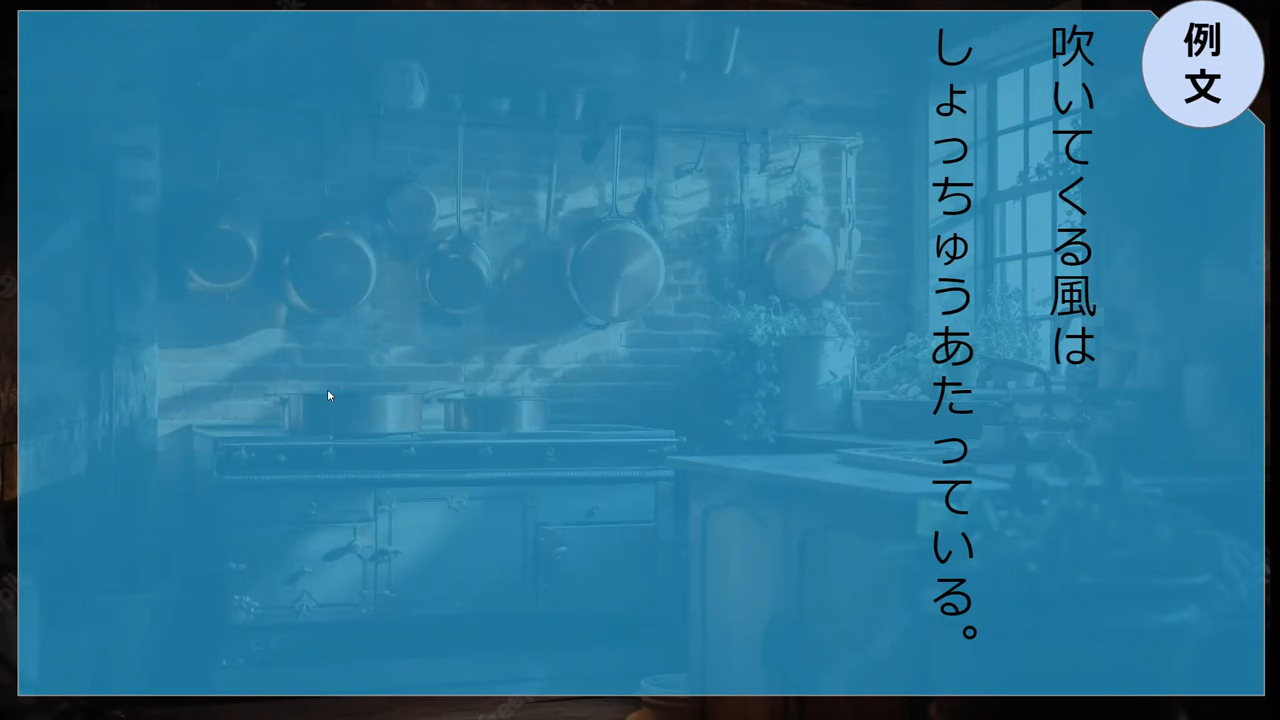 例文
吹いてくる風は
しょっちゅうあたっている。